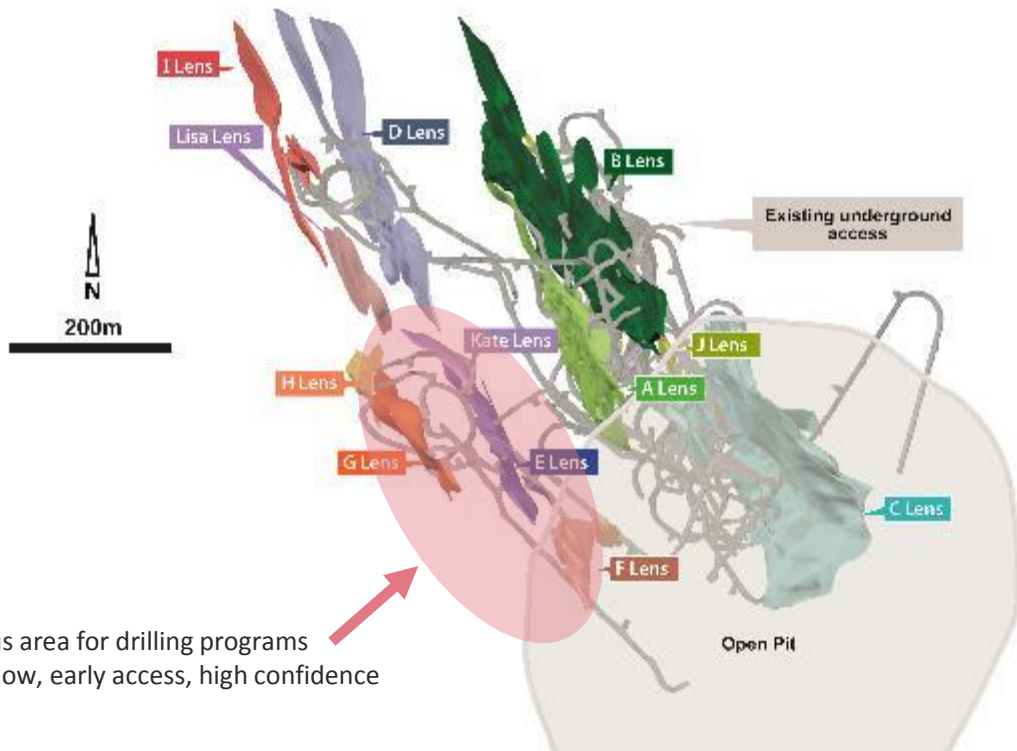 I Lens
Lisa Lens
D Lens
B Lens
Existing underground
access
N
200m
Kate Lens
J Lens
H Lens
A Lens
G Lens
E Lens
C Lens
F Lens
Open Pit
area for drilling programs
early access, high confidence